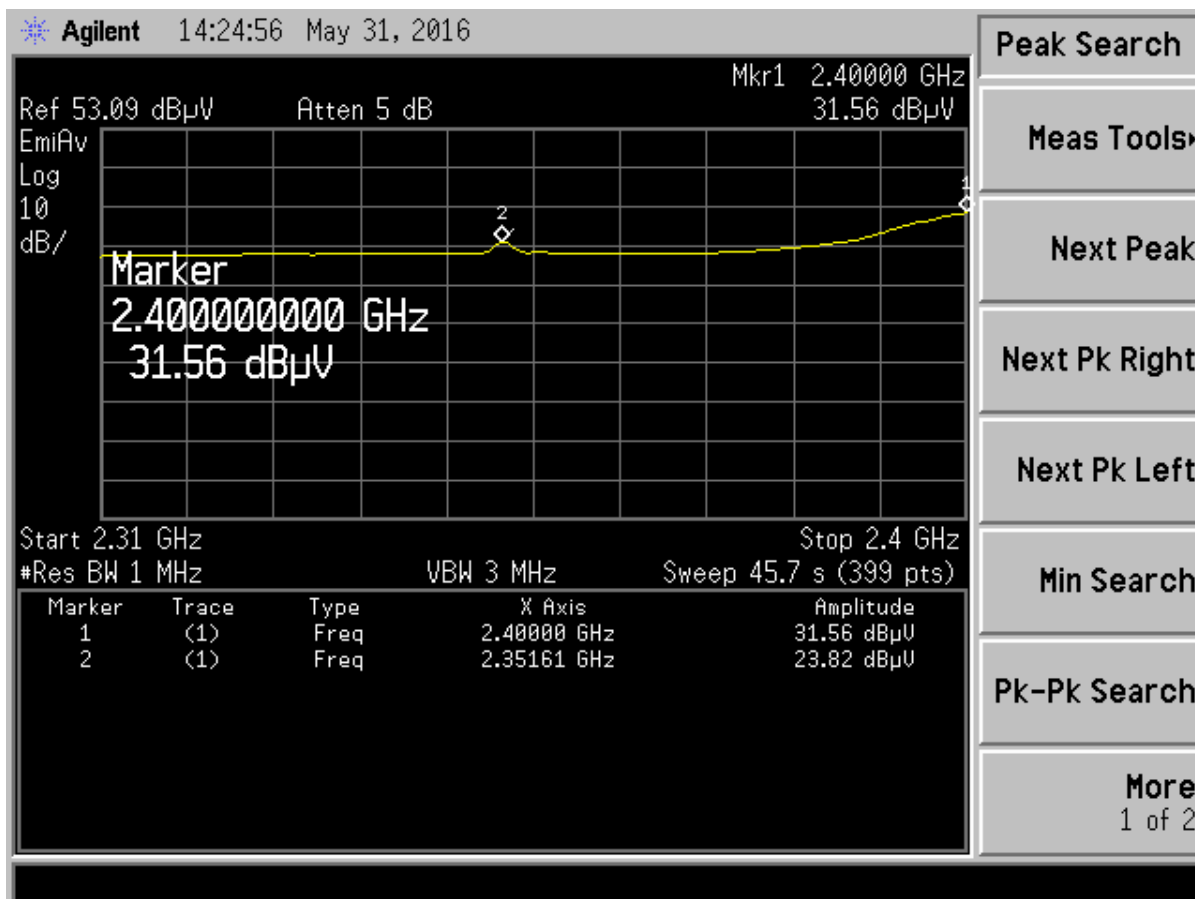 Agilent 14:24:56 May 31, 2016
Peak Search
Mkr1 2.40000 GHz
Ref 53.09 dBµV Atten 5 dB 31.56 dBµV
EmiAv
Log
10
dB/
1
2
Marker
2.400000000 GHz
31.56 dBµV
Start 2.31 GHz Stop 2.4 GHz
#Res BW 1 MHz VBW 3 MHz Sweep 45.7 s (399 pts)
Marker Trace Type X Axis Amplitude
1 (1) Freq 2.40000 GHz 31.56 dBµV
2 (1) Freq 2.35161 GHz 23.82 dBµV
Meas Tools
Next Peak
Next Pk Right
Next Pk Left
Min Search
Pk-Pk Search
More
1 of 2